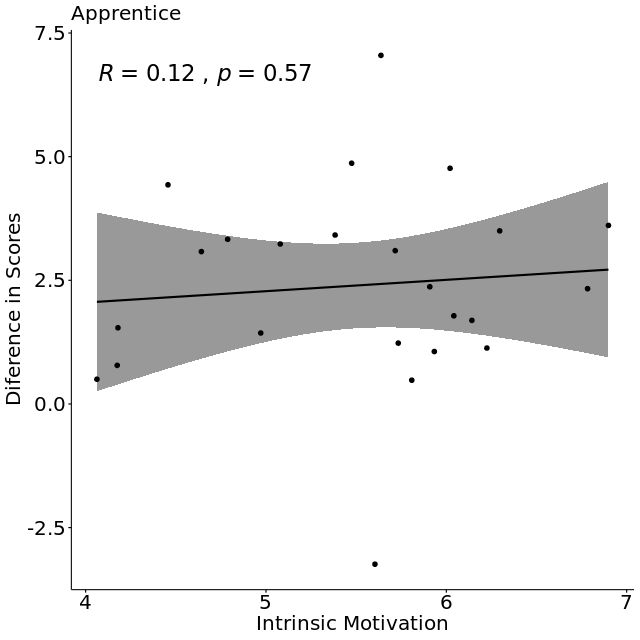 Apprentice
R = 0.12 , p = 0.57
7.5
5.0
2.5
0.0
-2.5
Diference in Scores
4 5 6 7
Intrinsic Motivation